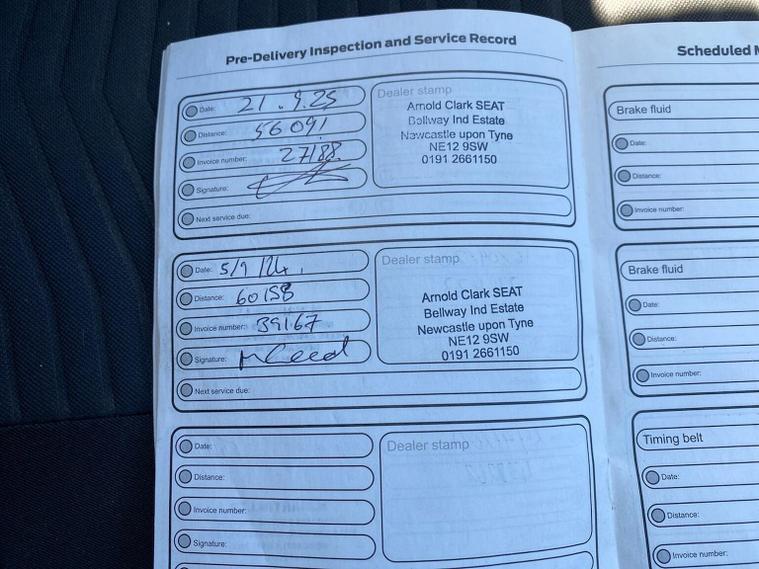 Pre-Delivery Inspection and Service Record
Date: 21.9.23
Distance: 56091
Invoice number: 27188
Signature:
Next service due:
Dealer stamp
Arnold Clark SEAT
Bellway Ind Estate
Newcastle upon Tyne
NE12 9SW
0191 2661150
Date: 5/9/24
Distance: 60158
Invoice number: 39167
Signature:
Next service due:
Dealer stamp
Arnold Clark SEAT
Bellway Ind Estate
Newcastle upon Tyne
NE12 9SW
0191 2661150
Date:
Distance:
Invoice number:
Signature:
Dealer stamp
Scheduled
Brake fluid
Date:
Distance:
Invoice number:
Brake fluid
Date:
Distance:
Invoice number:
Timing belt
Date:
Distance:
Invoice number: